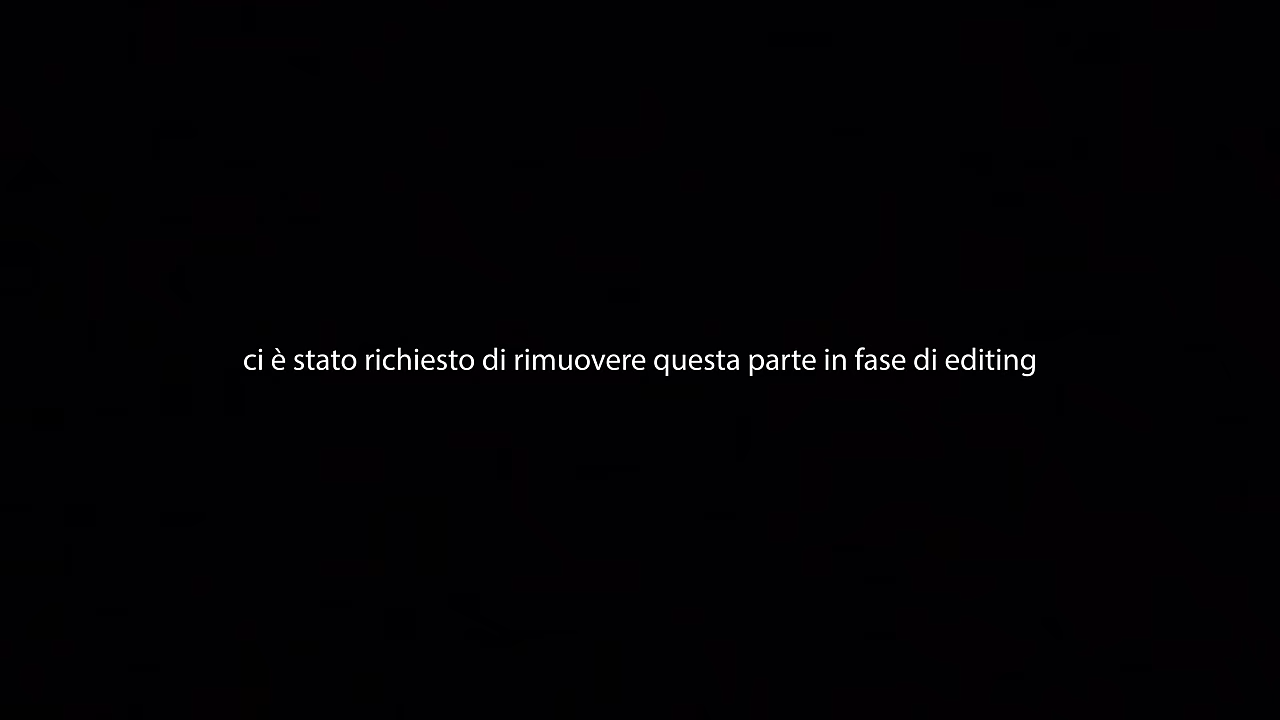 ci è stato richiesto di rimuovere questa parte in fase di editing